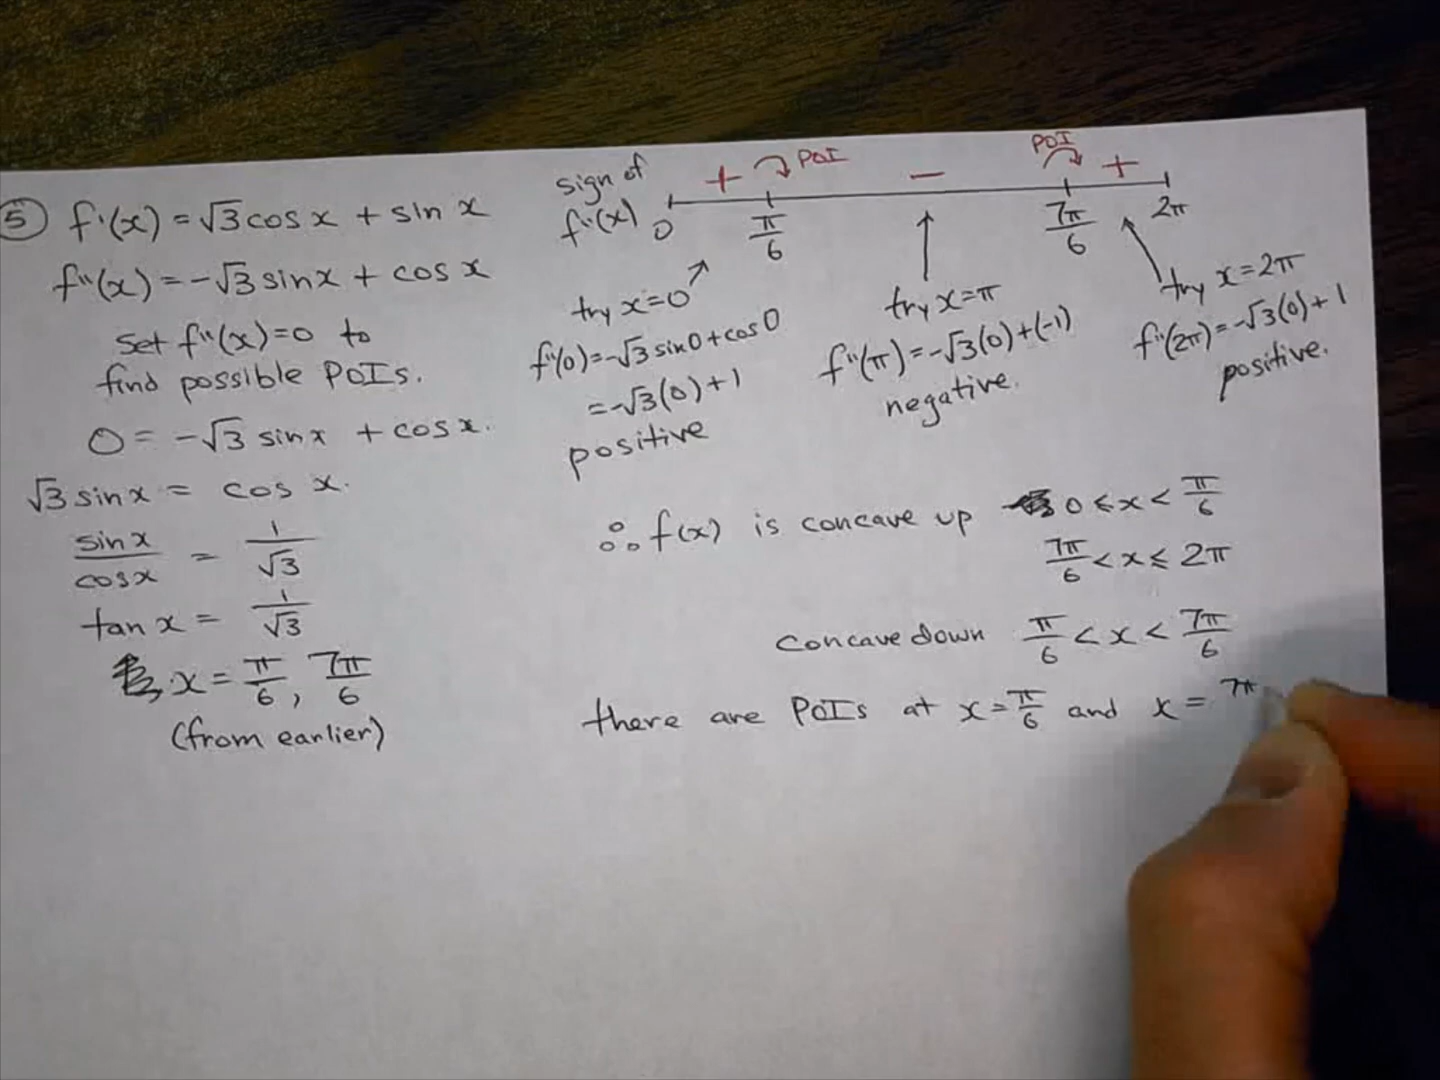 5 f'(x) = √3 cos x + sin x
f''(x) = -√3 sin x + cos x
set f''(x) = 0 to
find possible POIs.
0 = -√3 sin x + cos x.
√3 sin x = cos x.
sin x / cos x = 1/√3
tan x = 1/√3
x = π/6, 7π/6
(from earlier)
sign of
f''(x)
+ POI − POI +
0 π/6 7π/6 2π
try x=0
f''(0) = -√3 sin 0 + cos 0
= -√3(0) + 1
positive
try x=π
f''(π) = -√3(0) + (-1)
negative.
try x=2π
f''(2π) = -√3(0) + 1
positive.
∴ f(x) is concave up 0 ≤ x < π/6
7π/6 < x ≤ 2π
concave down π/6 < x < 7π/6
there are POIs at x = π/6 and x = 7π